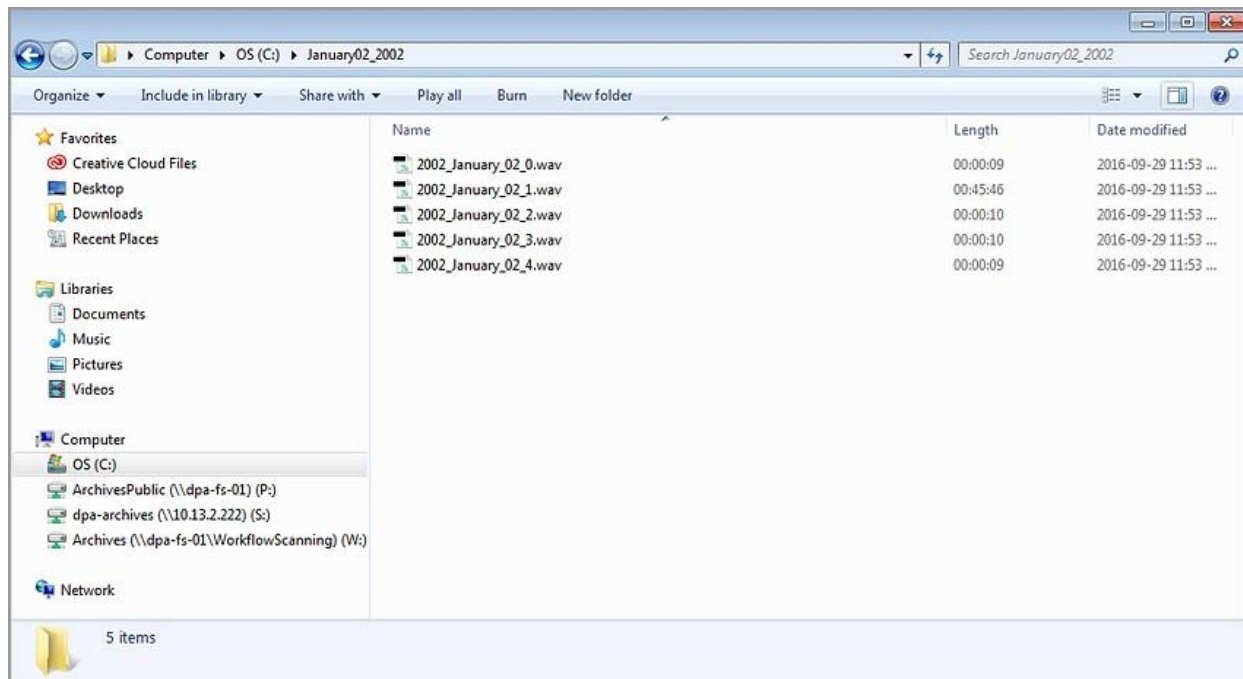 Computer ▸ OS (C:) ▸ January02_2002
Search January02_2002
Organize Include in library Share with Play all Burn New folder
Favorites
Creative Cloud Files
Desktop
Downloads
Recent Places
Libraries
Documents
Music
Pictures
Videos
Computer
OS (C:)
ArchivesPublic (\\dpa-fs-01) (P:)
dpa-archives (\\10.13.2.222) (S:)
Archives (\\dpa-fs-01\WorkflowScanning) (W:)
Network
Name Length Date modified
2002_January_02_0.wav 00:00:09 2016-09-29 11:53 ...
2002_January_02_1.wav 00:45:46 2016-09-29 11:53 ...
2002_January_02_2.wav 00:00:10 2016-09-29 11:53 ...
2002_January_02_3.wav 00:00:10 2016-09-29 11:53 ...
2002_January_02_4.wav 00:00:09 2016-09-29 11:53 ...
5 items